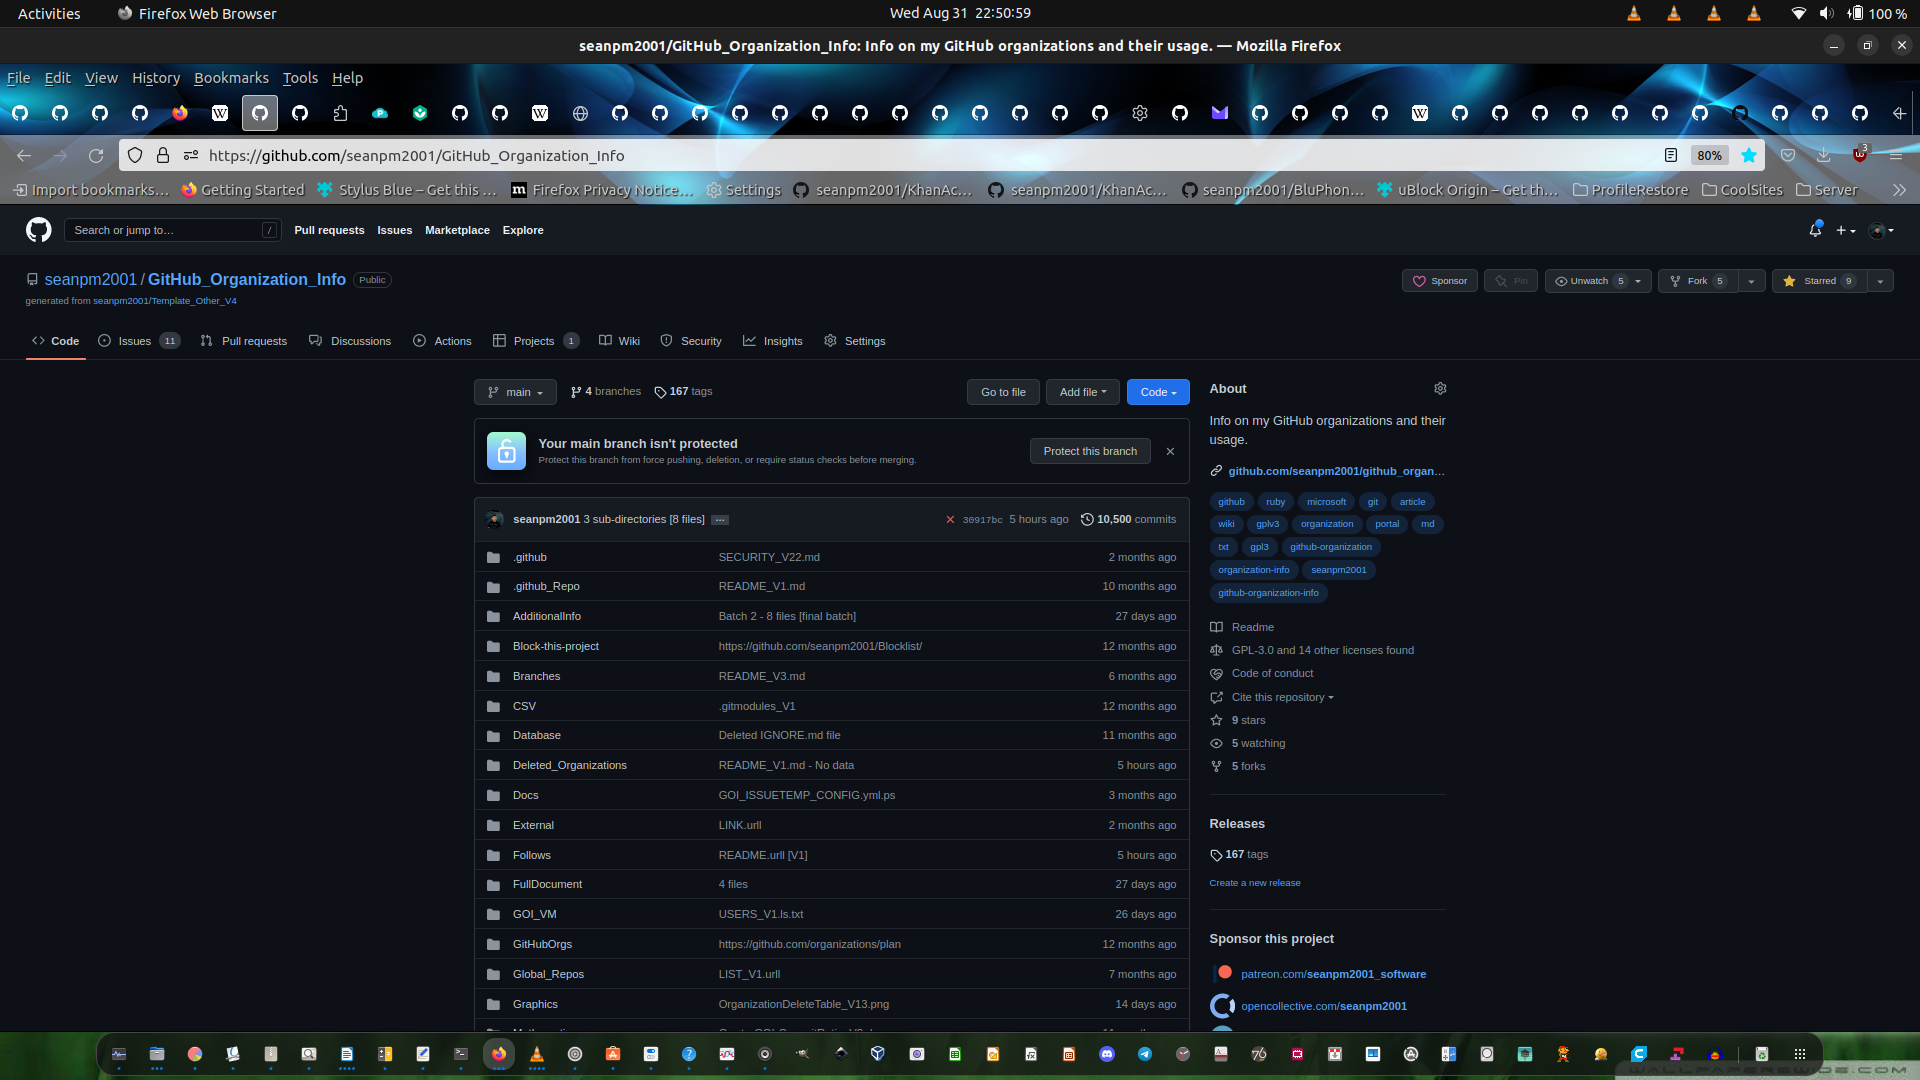 Activities
Firefox Web Browser
Wed Aug 31 22:50:59
100 %
seanpm2001/GitHub_Organization_Info: Info on my GitHub organizations and their usage. — Mozilla Firefox
File Edit View History Bookmarks Tools Help
https://github.com/seanpm2001/GitHub_Organization_Info
80%
3
Import bookmarks…
Getting Started
Stylus Blue – Get this …
Firefox Privacy Notice…
Settings
seanpm2001/KhanAc…
seanpm2001/KhanAc…
seanpm2001/BluPhon…
uBlock Origin – Get th…
ProfileRestore
CoolSites
Server
Search or jump to…
/
Pull requests
Issues
Marketplace
Explore
seanpm2001 / GitHub_Organization_Info
Public
generated from seanpm2001/Template_Other_V4
Sponsor
Pin
Unwatch 5
Fork 5
Starred 9
Code
Issues 11
Pull requests
Discussions
Actions
Projects 1
Wiki
Security
Insights
Settings
main
4 branches
167 tags
Go to file
Add file
Code
Your main branch isn't protected
Protect this branch from force pushing, deletion, or require status checks before merging.
Protect this branch
seanpm2001 3 sub-directories [8 files] …
30917bc 5 hours ago
10,500 commits
.github SECURITY_V22.md 2 months ago
.github_Repo README_V1.md 10 months ago
AdditionalInfo Batch 2 - 8 files [final batch] 27 days ago
Block-this-project https://github.com/seanpm2001/Blocklist/ 12 months ago
Branches README_V3.md 6 months ago
CSV .gitmodules_V1 12 months ago
Database Deleted IGNORE.md file 11 months ago
Deleted_Organizations README_V1.md - No data 5 hours ago
Docs GOI_ISSUETEMP_CONFIG.yml.ps 3 months ago
External LINK.urll 2 months ago
Follows README.urll [V1] 5 hours ago
FullDocument 4 files 27 days ago
GOI_VM USERS_V1.ls.txt 26 days ago
GitHubOrgs https://github.com/organizations/plan 12 months ago
Global_Repos LIST_V1.urll 7 months ago
Graphics OrganizationDeleteTable_V13.png 14 days ago
About
Info on my GitHub organizations and their
usage.
github.com/seanpm2001/github_organ…
github ruby microsoft git article
wiki gplv3 organization portal md
txt gpl3 github-organization
organization-info seanpm2001
github-organization-info
Readme
GPL-3.0 and 14 other licenses found
Code of conduct
Cite this repository
9 stars
5 watching
5 forks
Releases
167 tags
Create a new release
Sponsor this project
patreon.com/seanpm2001_software
opencollective.com/seanpm2001
WALLPAPERSWIDE.COM